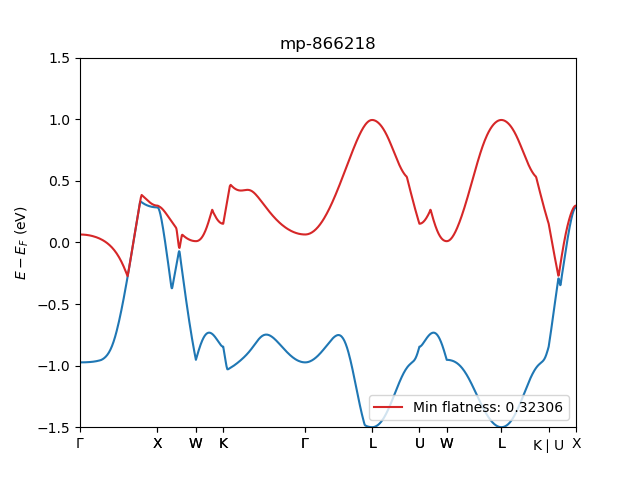 mp-866218
1.5
1.0
0.5
0.0
−0.5
−1.0
−1.5
E − E_F (eV)
Min flatness: 0.32306
Γ X W K Γ L U W L K | U X